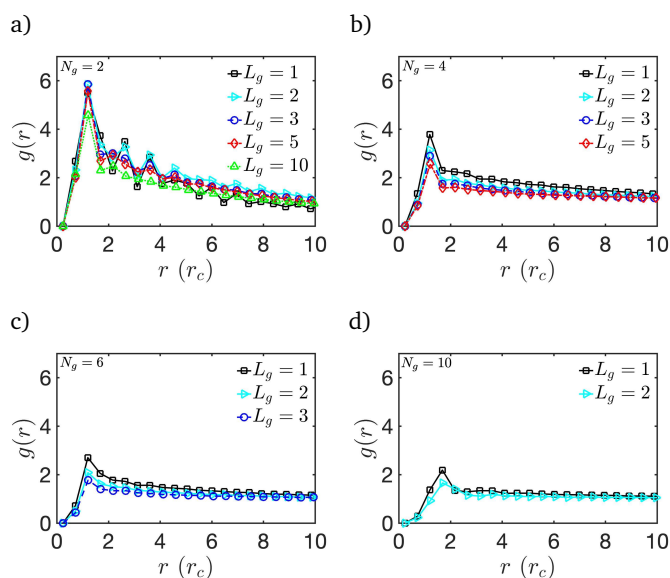 a)
N_g = 2
L_g = 1
L_g = 2
L_g = 3
L_g = 5
L_g = 10
g(r)
6
4
2
0
0 2 4 6 8 10
r (r_c)
b)
N_g = 4
L_g = 1
L_g = 2
L_g = 3
L_g = 5
g(r)
6
4
2
0
0 2 4 6 8 10
r (r_c)
c)
N_g = 6
L_g = 1
L_g = 2
L_g = 3
g(r)
6
4
2
0
0 2 4 6 8 10
r (r_c)
d)
N_g = 10
L_g = 1
L_g = 2
g(r)
6
4
2
0
0 2 4 6 8 10
r (r_c)